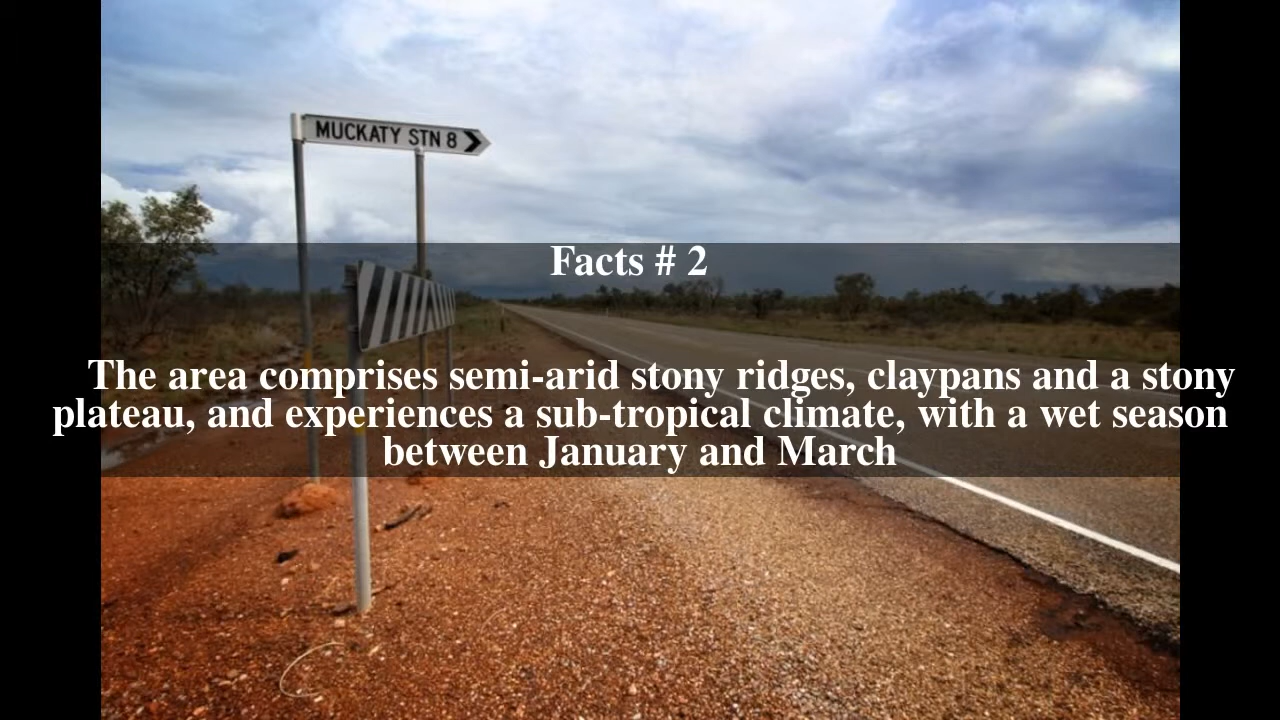 MUCKATY STN 8
Facts # 2
The area comprises semi-arid stony ridges, claypans and a stony
plateau, and experiences a sub-tropical climate, with a wet season
between January and March